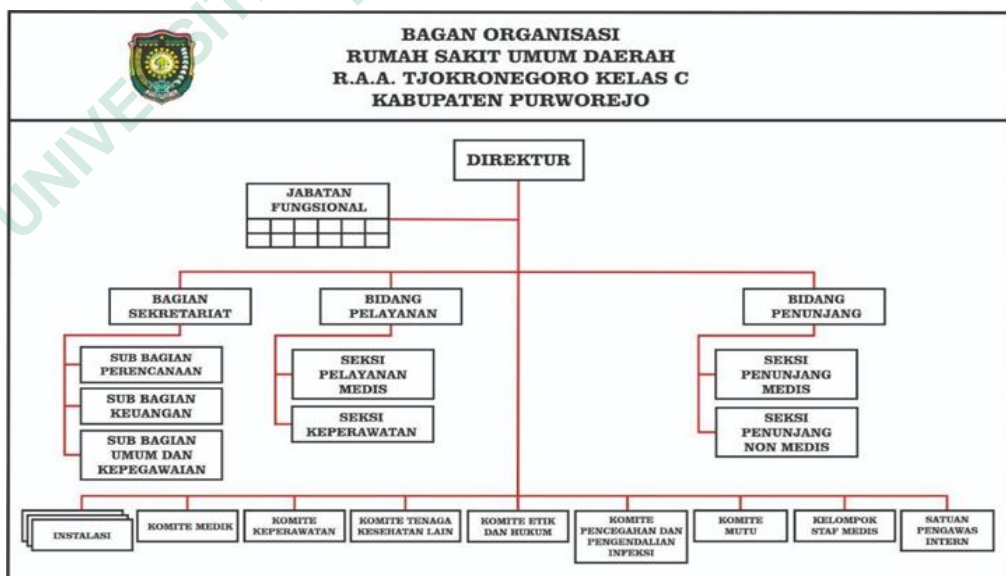 BAGAN ORGANISASI
RUMAH SAKIT UMUM DAERAH
R.A.A. TJOKRONEGORO KELAS C
KABUPATEN PURWOREJO
DIREKTUR
JABATAN
FUNGSIONAL
BAGIAN
SEKRETARIAT
SUB BAGIAN
PERENCANAAN
SUB BAGIAN
KEUANGAN
SUB BAGIAN
UMUM DAN
KEPEGAWAIAN
BIDANG
PELAYANAN
SEKSI
PELAYANAN
MEDIS
SEKSI
KEPERAWATAN
BIDANG
PENUNJANG
SEKSI
PENUNJANG
MEDIS
SEKSI
PENUNJANG
NON MEDIS
INSTALASI
KOMITE MEDIK
KOMITE
KEPERAWATAN
KOMITE TENAGA
KESEHATAN LAIN
KOMITE ETIK
DAN HUKUM
KOMITE
PENCEGAHAN DAN
PENGENDALIAN
INFEKSI
KOMITE
MUTU
KELOMPOK
STAF MEDIS
SATUAN
PENGAWAS
INTERN